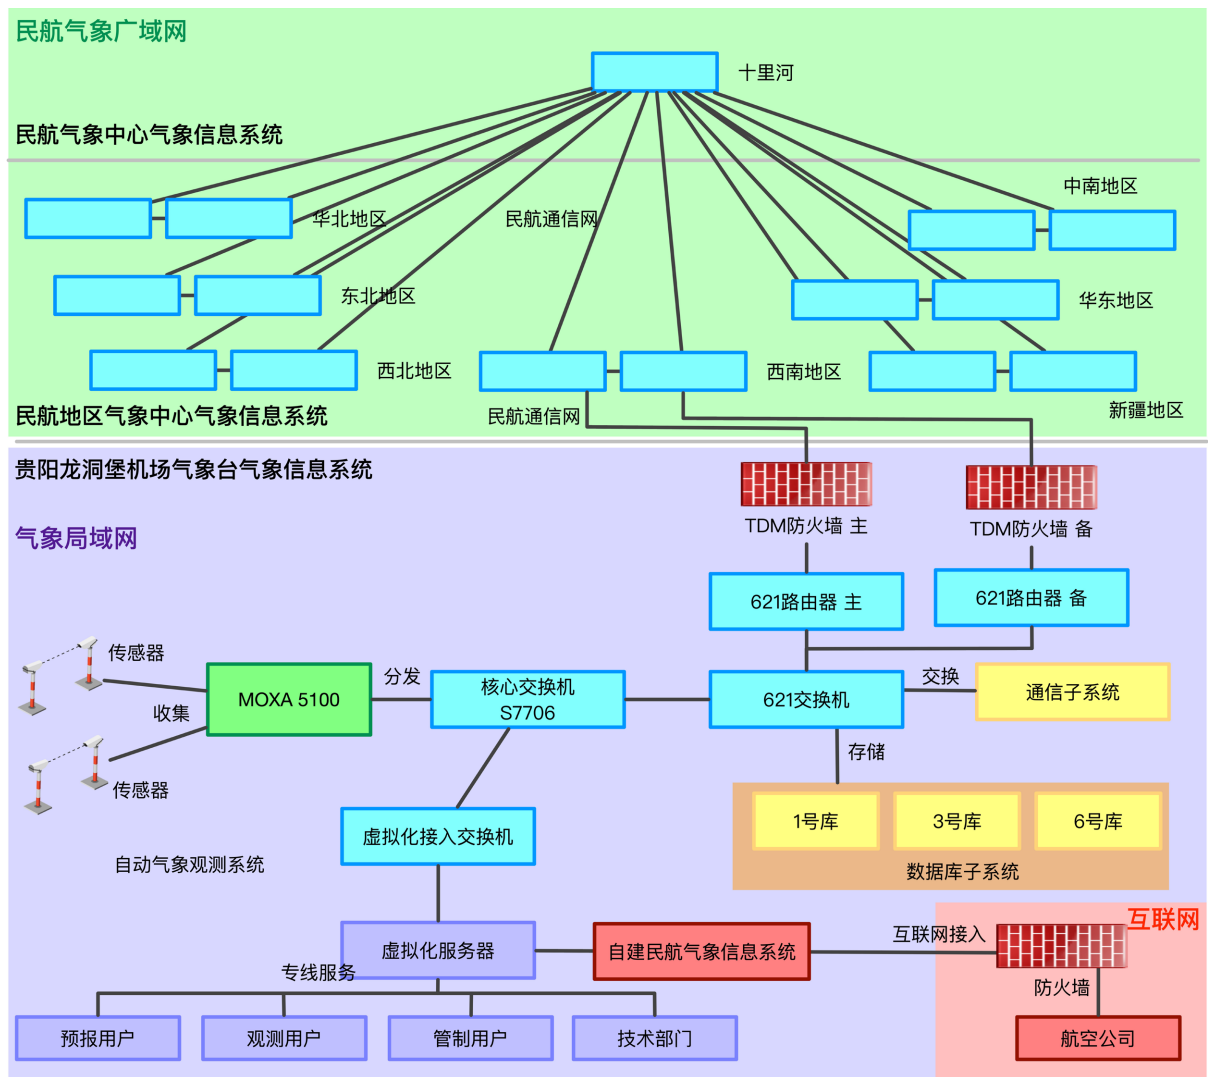 民航气象广域网
十里河
民航气象中心气象信息系统
中南地区
华北地区
民航通信网
东北地区
华东地区
西北地区
西南地区
新疆地区
民航地区气象中心气象信息系统
民航通信网
贵阳龙洞堡机场气象台气象信息系统
气象局域网
TDM防火墙 主
TDM防火墙 备
621路由器 主
621路由器 备
传感器
收集
MOXA 5100
分发
核心交换机
S7706
621交换机
交换
通信子系统
存储
传感器
1号库
3号库
6号库
数据库子系统
虚拟化接入交换机
自动气象观测系统
互联网
虚拟化服务器
自建民航气象信息系统
互联网接入
专线服务
防火墙
预报用户
观测用户
管制用户
技术部门
航空公司